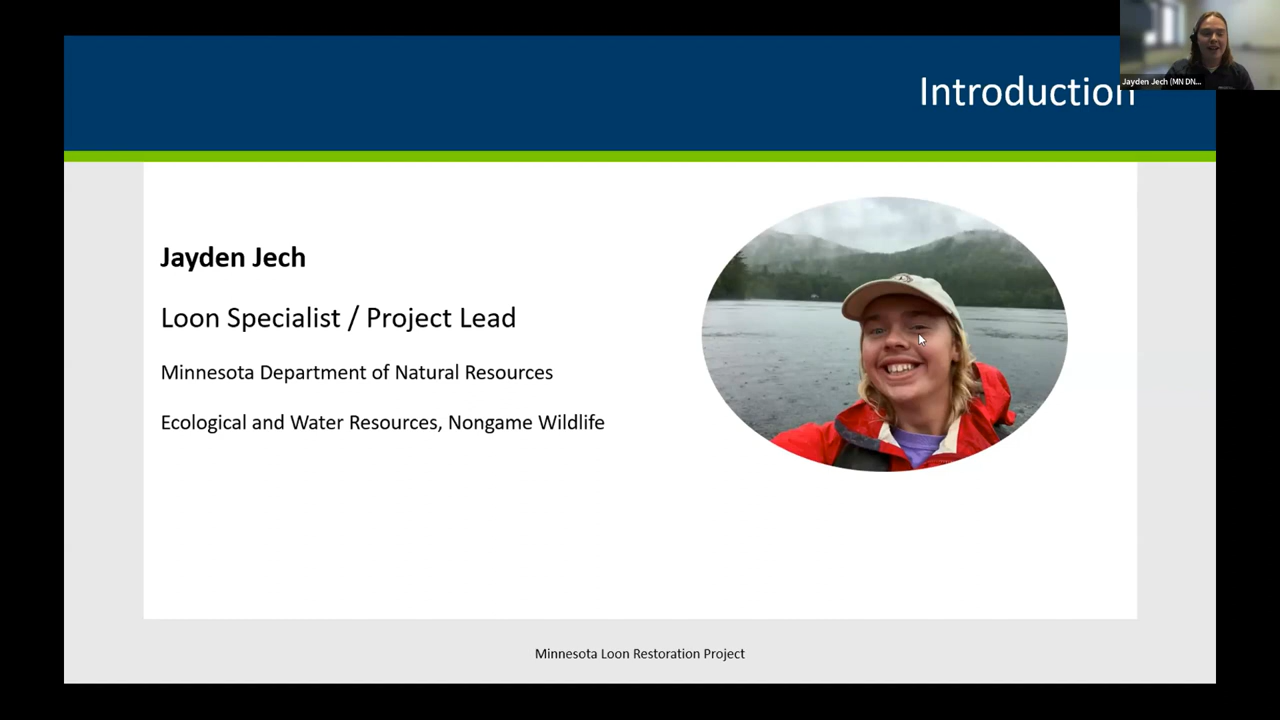 Introduction
Jayden Jech (MN DN...
Jayden Jech
Loon Specialist / Project Lead
Minnesota Department of Natural Resources
Ecological and Water Resources, Nongame Wildlife
Minnesota Loon Restoration Project